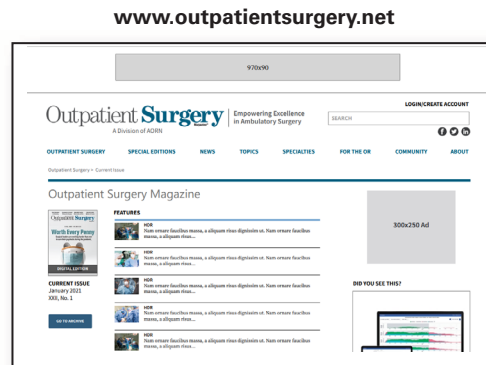 www.outpatientsurgery.net
970x90
LOGIN/CREATE ACCOUNT
Outpatient Surgery
A Division of AORN
Empowering Excellence
in Ambulatory Surgery
SEARCH
OUTPATIENT SURGERY SPECIAL EDITIONS NEWS TOPICS SPECIALTIES FOR THE OR COMMUNITY ABOUT
Outpatient Surgery > Current Issue
Outpatient Surgery Magazine
FEATURES
Outpatient Surgery
Worth Every Penny
DIGITAL EDITION
CURRENT ISSUE
January 2021
XXII, No. 1
GO TO ARCHIVE
HDR
Nam ornare faucibus massa, a aliquam risus dignissim ut. Nam ornare faucibus
massa, a aliquam risus...
HDR
Nam ornare faucibus massa, a aliquam risus dignissim ut. Nam ornare faucibus
massa, a aliquam risus...
HDR
Nam ornare faucibus massa, a aliquam risus dignissim ut. Nam ornare faucibus
massa, a aliquam risus...
HDR
Nam ornare faucibus massa, a aliquam risus dignissim ut. Nam ornare faucibus
massa, a aliquam risus...
HDR
Nam ornare faucibus massa, a aliquam risus dignissim ut. Nam ornare faucibus
massa, a aliquam risus...
300x250 Ad
DID YOU SEE THIS?